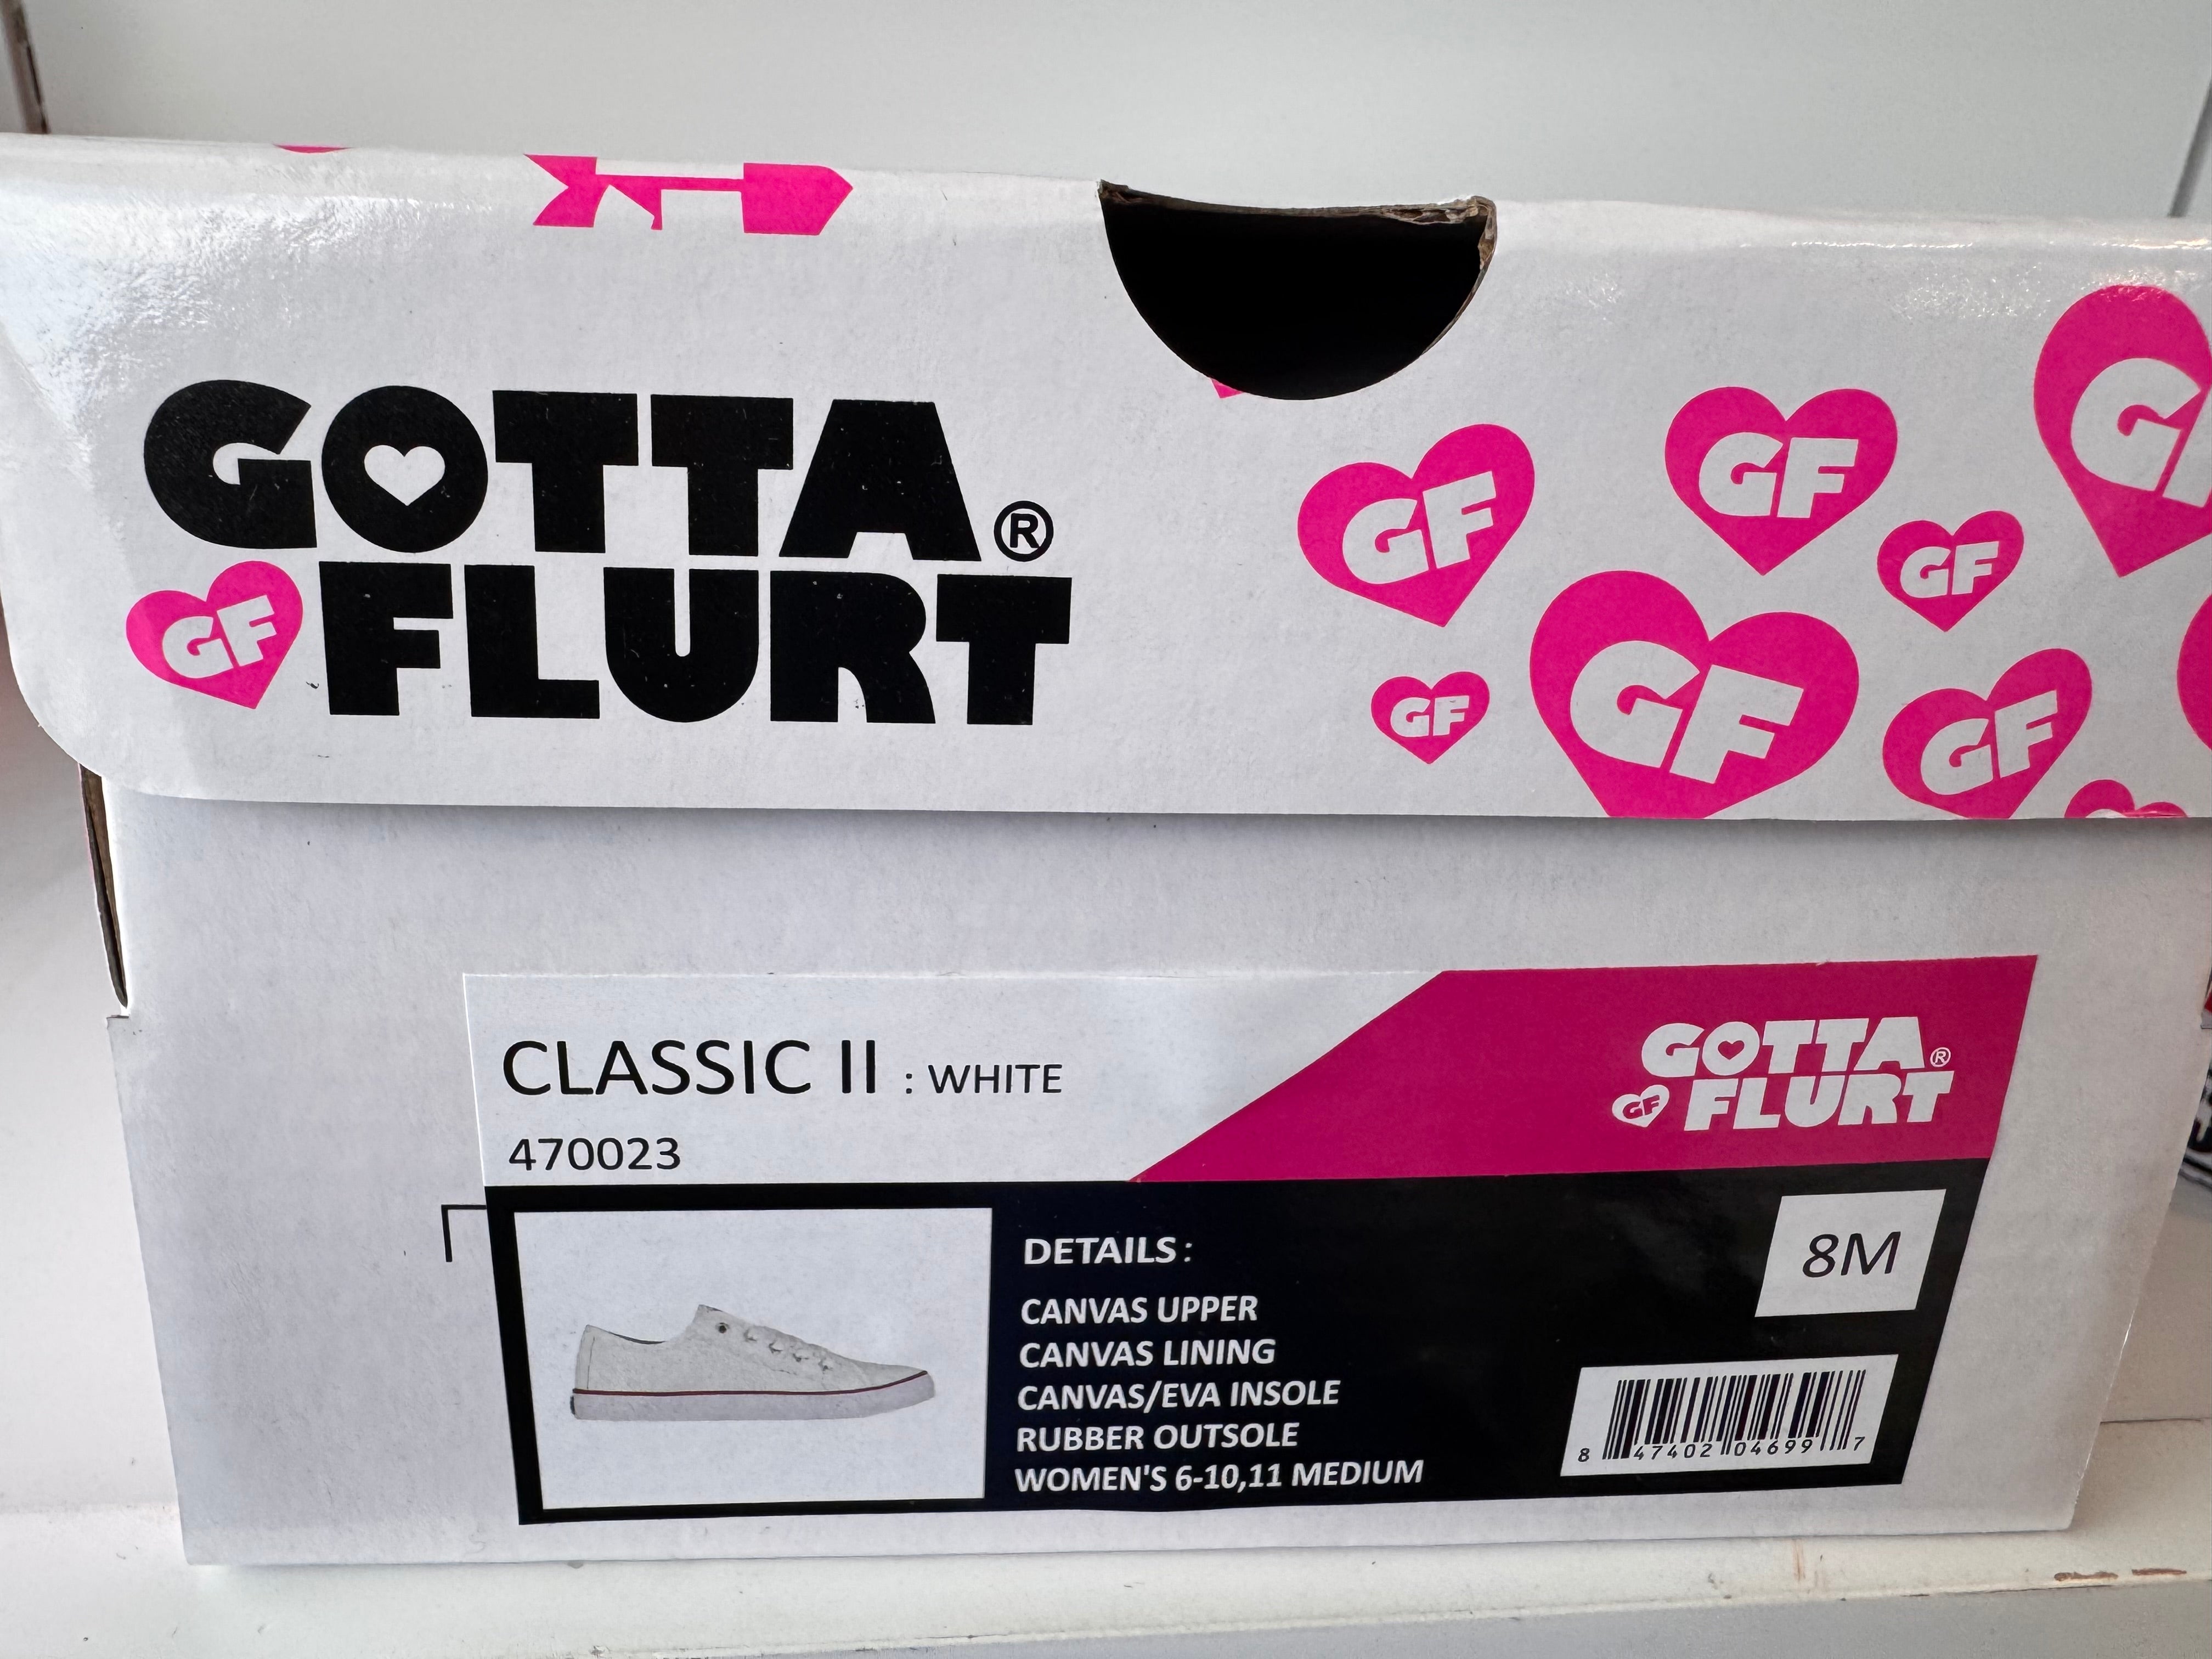 GOTTA®
GF FLURT
GF
GF
GF
GF
GF
GF
CLASSIC II : WHITE
470023
GOTTA®
GF FLURT
DETAILS :
CANVAS UPPER
CANVAS LINING
CANVAS/EVA INSOLE
RUBBER OUTSOLE
WOMEN'S 6-10,11 MEDIUM
8M
8 47402 04699 7